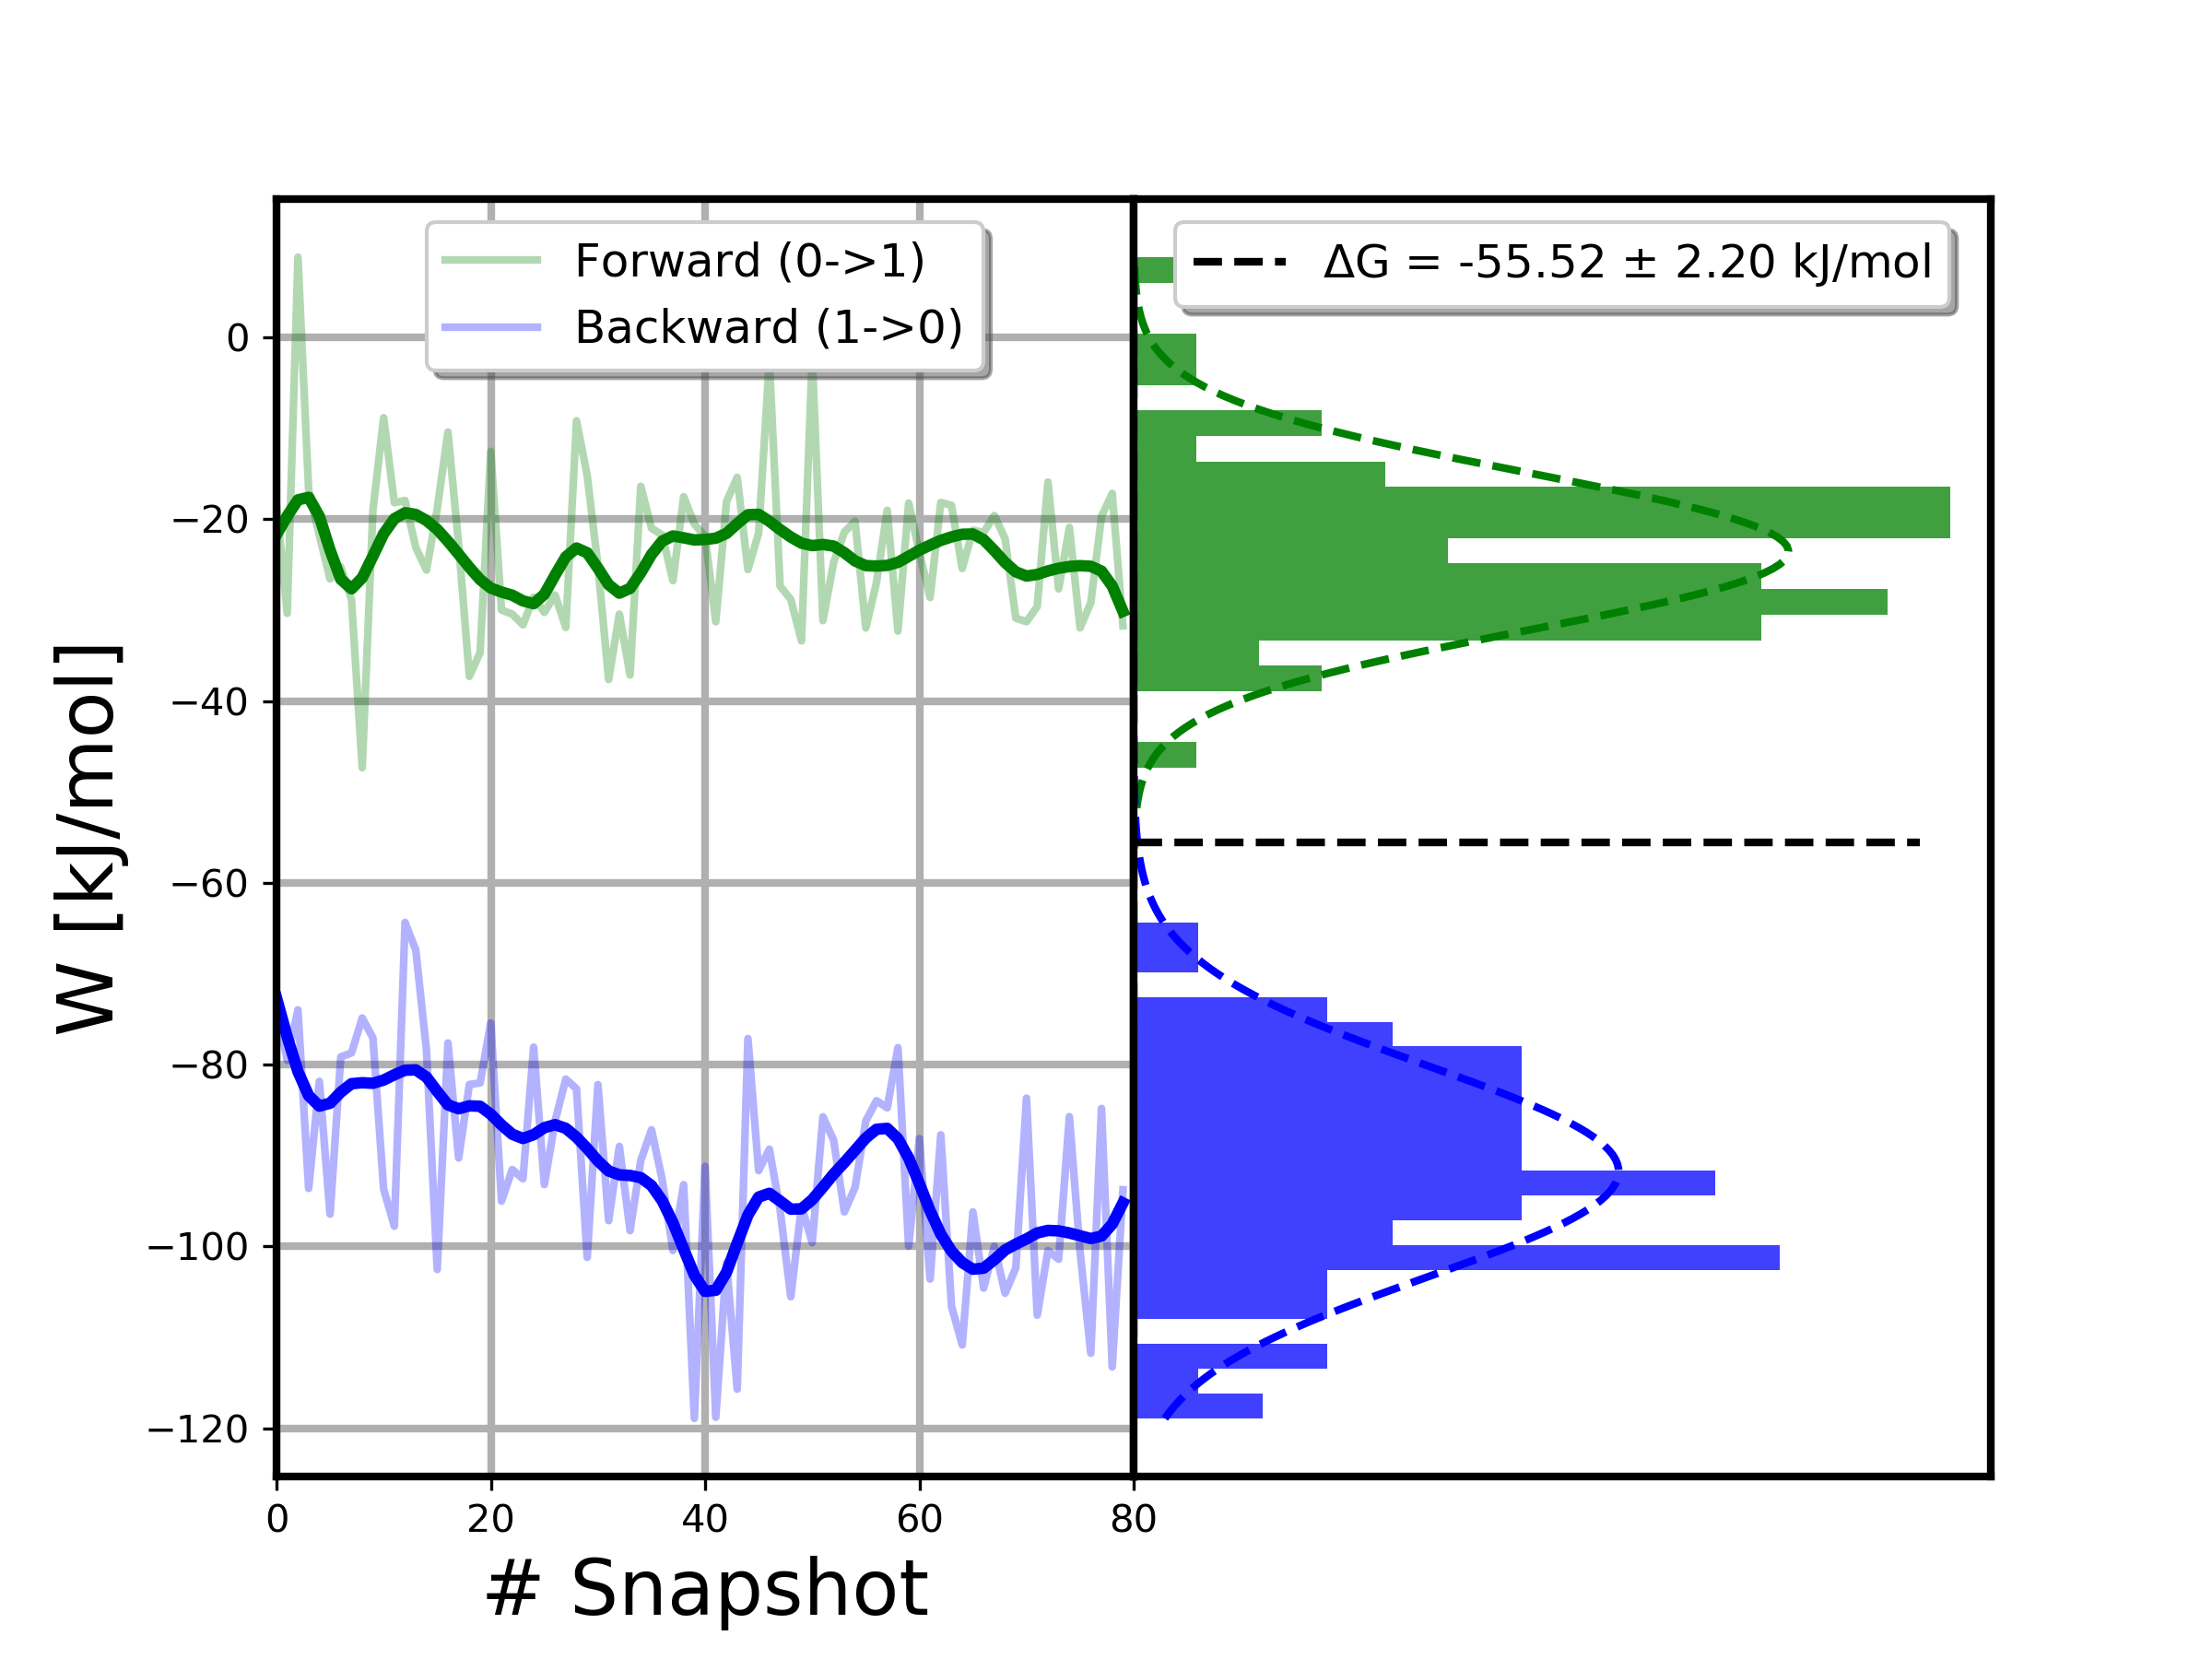 Forward (0->1)
Backward (1->0)
ΔG = -55.52 ± 2.20 kJ/mol
W [kJ/mol]
0
−20
−40
−60
−80
−100
−120
0 20 40 60 80
# Snapshot